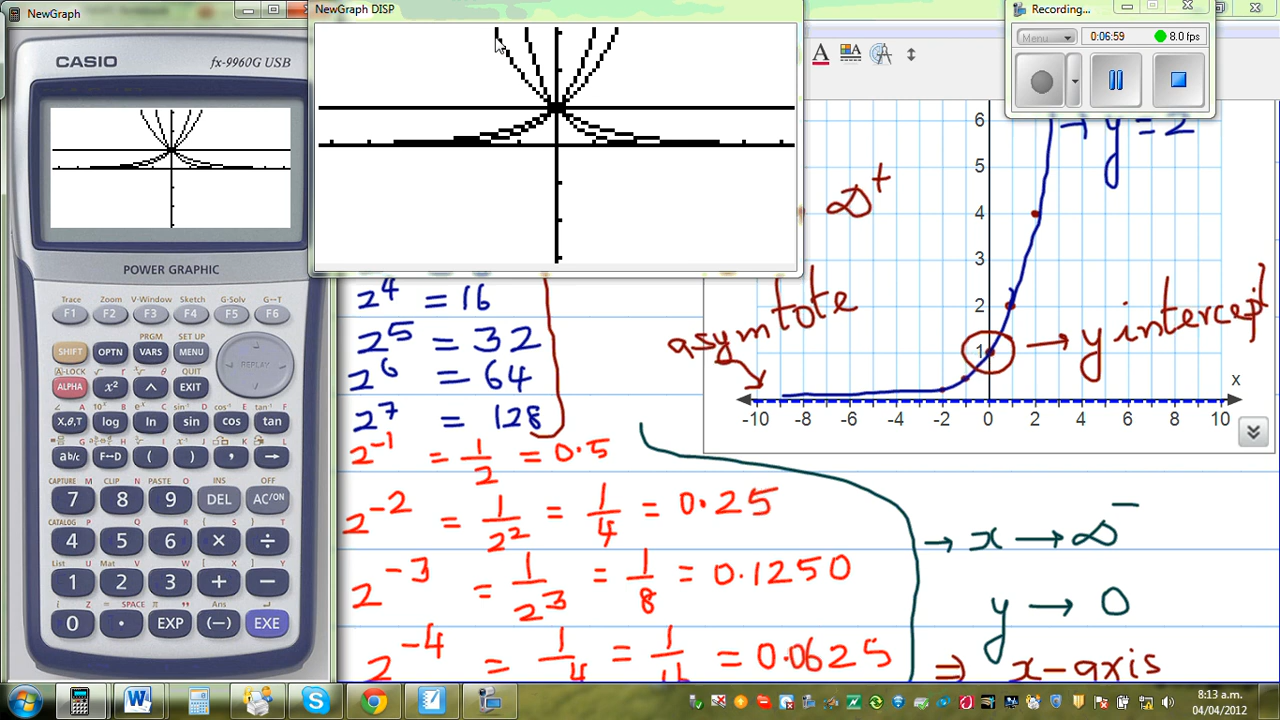 NewGraph
NewGraph DISP
Recording...
Menu
0:06:59
8.0 fps
CASIO
fx-9960G USB
POWER GRAPHIC
Trace Zoom V-Window Sketch G-Solv G↔T
F1 F2 F3 F4 F5 F6
PRGM SET UP
SHIFT OPTN VARS MENU
REPLAY
A-LOCK QUIT
ALPHA x² ^ EXIT
X,θ,T log ln sin cos tan
ab/c F↔D ( ) , →
CAPTURE CLIP PASTE INS OFF
7 8 9 DEL AC/ON
CATALOG
4 5 6 × ÷
List Mat
1 2 3 + −
SPACE π Ans
0 . EXP (−) EXE
2⁴ = 16
2⁵ = 32
2⁶ = 64
2⁷ = 128
2⁻¹ = 1/2 = 0.5
2⁻² = 1/2² = 1/4 = 0.25
2⁻³ = 1/2³ = 1/8 = 0.1250
2⁻⁴ = = = 0.0625
∞⁺
→ y = 2
6
5
4
3
2
1
asymtote
→ y intercept
x
-10 -8 -6 -4 -2 0 2 4 6 8 10
→ x → ∞⁻
y → 0
⇒ x-axis
8:13 a.m.
04/04/2012